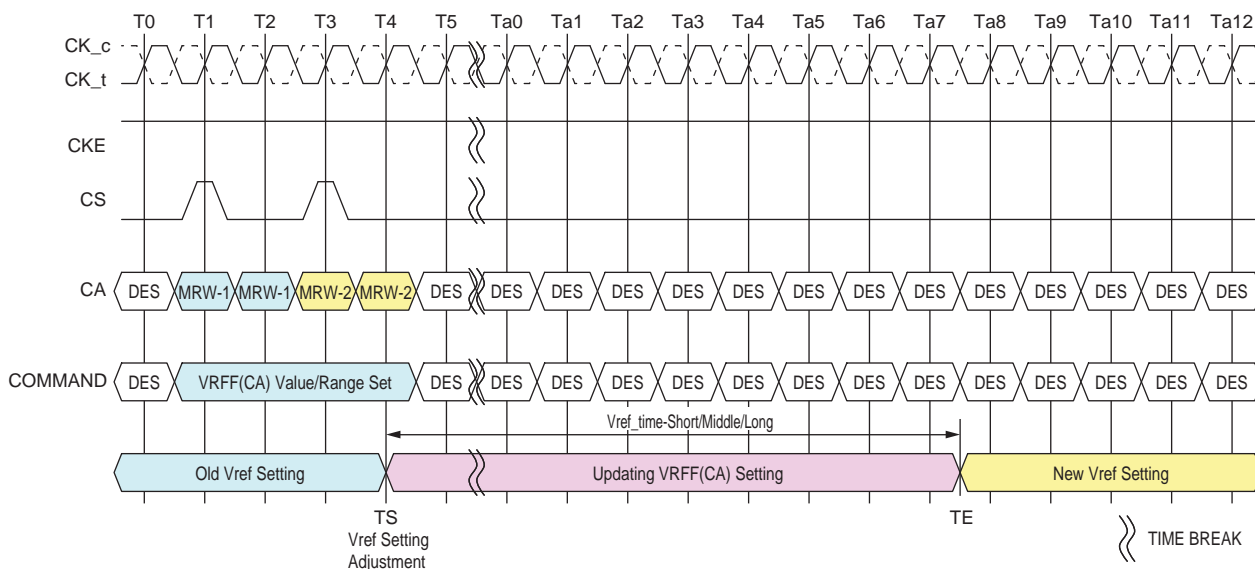 T0 T1 T2 T3 T4 T5 Ta0 Ta1 Ta2 Ta3 Ta4 Ta5 Ta6 Ta7 Ta8 Ta9 Ta10 Ta11 Ta12
CK_c
CK_t
CKE
CS
CA DES MRW-1 MRW-1 MRW-2 MRW-2 DES DES DES DES DES DES DES DES DES DES DES DES DES DES
COMMAND DES VRFF(CA) Value/Range Set DES DES DES DES DES DES DES DES DES DES DES DES DES DES
Vref_time-Short/Middle/Long
Old Vref Setting Updating VRFF(CA) Setting New Vref Setting
TS TE
Vref Setting
Adjustment
TIME BREAK